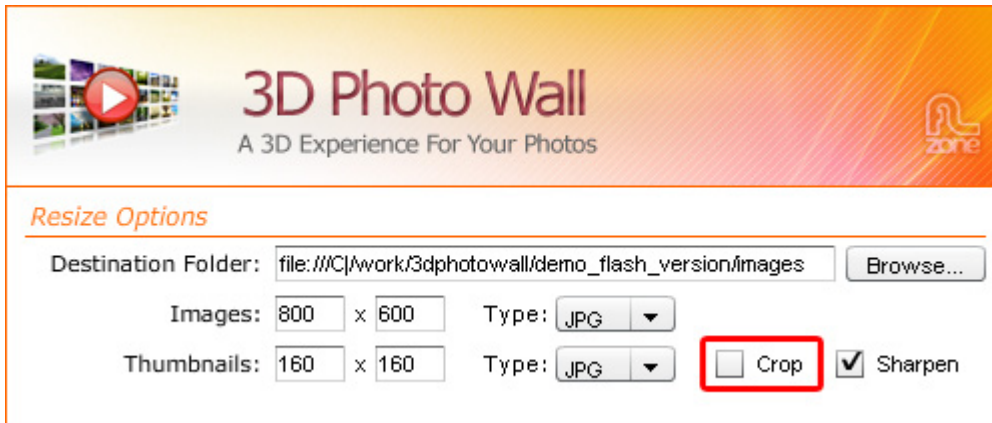 3D Photo Wall
A 3D Experience For Your Photos
FL
zone
Resize Options
Destination Folder: file:///C|/work/3dphotowall/demo_flash_version/images Browse...
Images: 800 x 600 Type: JPG
Thumbnails: 160 x 160 Type: JPG Crop Sharpen